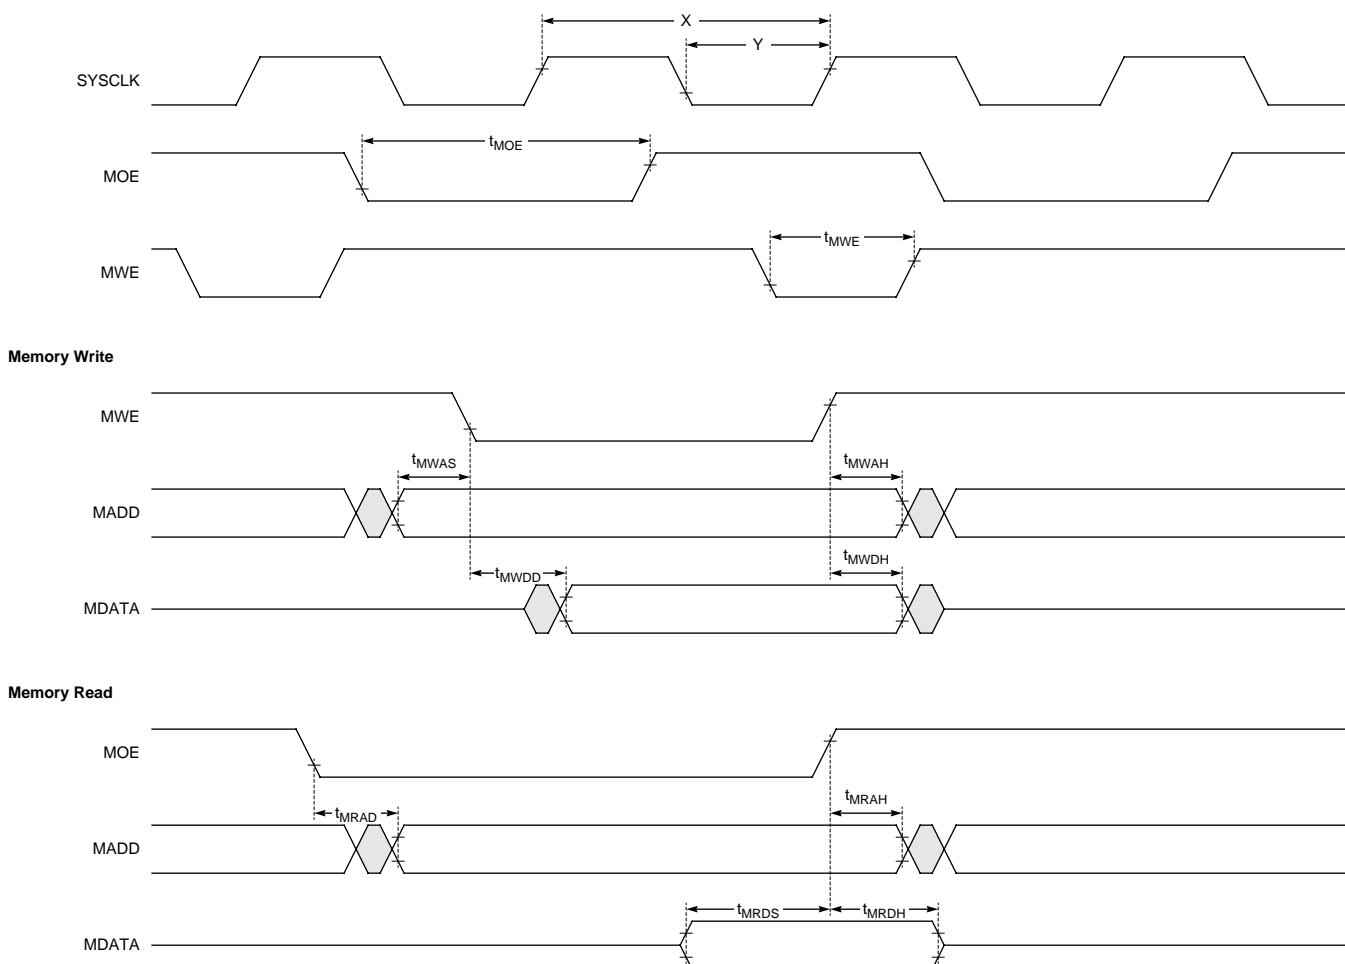 X
Y
SYSCLK
tMOE
MOE
tMWE
MWE
Memory Write
MWE
tMWAS
tMWAH
MADD
tMWDD
tMWDH
MDATA
Memory Read
MOE
tMRAD
tMRAH
MADD
tMRDS
tMRDH
MDATA